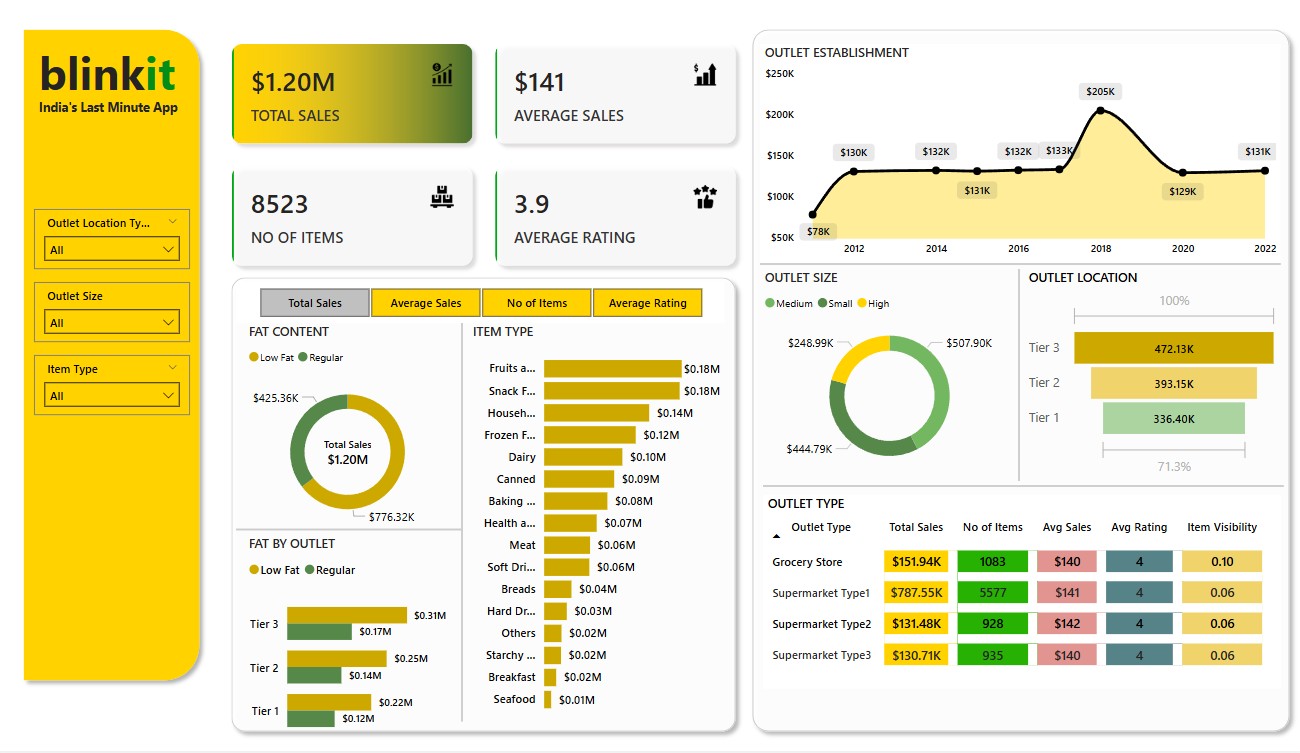 blinkit
India's Last Minute App
Outlet Location Ty...
All
Outlet Size
All
Item Type
All
$1.20M
TOTAL SALES
$141
AVERAGE SALES
8523
NO OF ITEMS
3.9
AVERAGE RATING
Total Sales Average Sales No of Items Average Rating
FAT CONTENT
Low Fat Regular
$425.36K
Total Sales
$1.20M
$776.32K
FAT BY OUTLET
Low Fat Regular
Tier 3 $0.31M
$0.17M
Tier 2 $0.25M
$0.14M
Tier 1 $0.22M
$0.12M
ITEM TYPE
Fruits a... $0.18M
Snack F... $0.18M
Househ... $0.14M
Frozen F... $0.12M
Dairy $0.10M
Canned $0.09M
Baking ... $0.08M
Health a... $0.07M
Meat $0.06M
Soft Dri... $0.06M
Breads $0.04M
Hard Dr... $0.03M
Others $0.02M
Starchy ... $0.02M
Breakfast $0.02M
Seafood $0.01M
OUTLET ESTABLISHMENT
$250K
$200K
$150K
$100K
$50K
$78K
$130K
$132K
$131K
$132K
$133K
$205K
$129K
$131K
2012 2014 2016 2018 2020 2022
OUTLET SIZE
Medium Small High
$248.99K
$507.90K
$444.79K
OUTLET LOCATION
100%
Tier 3 472.13K
Tier 2 393.15K
Tier 1 336.40K
71.3%
OUTLET TYPE
Outlet Type Total Sales No of Items Avg Sales Avg Rating Item Visibility
Grocery Store $151.94K 1083 $140 4 0.10
Supermarket Type1 $787.55K 5577 $141 4 0.06
Supermarket Type2 $131.48K 928 $142 4 0.06
Supermarket Type3 $130.71K 935 $140 4 0.06